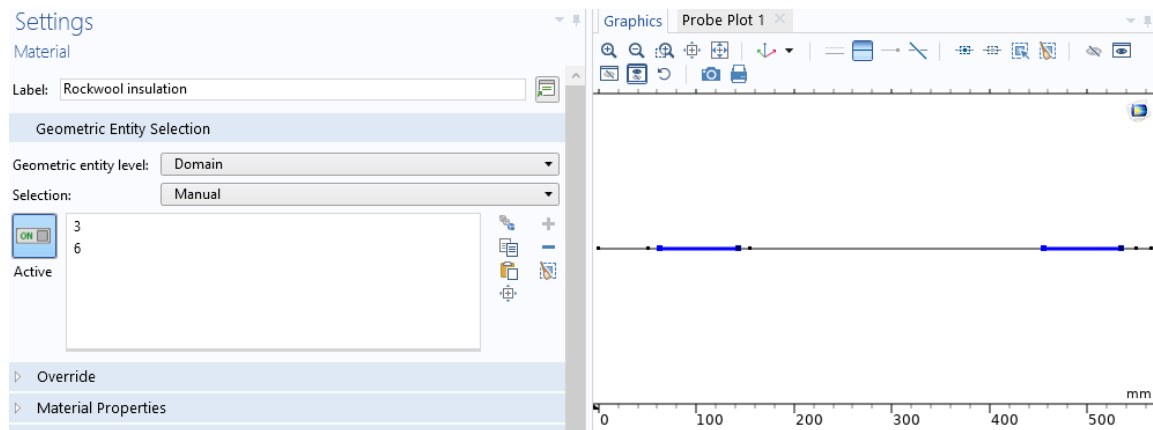 Settings
Material
Label: Rockwool insulation
Geometric Entity Selection
Geometric entity level: Domain
Selection: Manual
ON
3
6
Active
Override
Material Properties
Graphics Probe Plot 1
mm
0 100 200 300 400 500